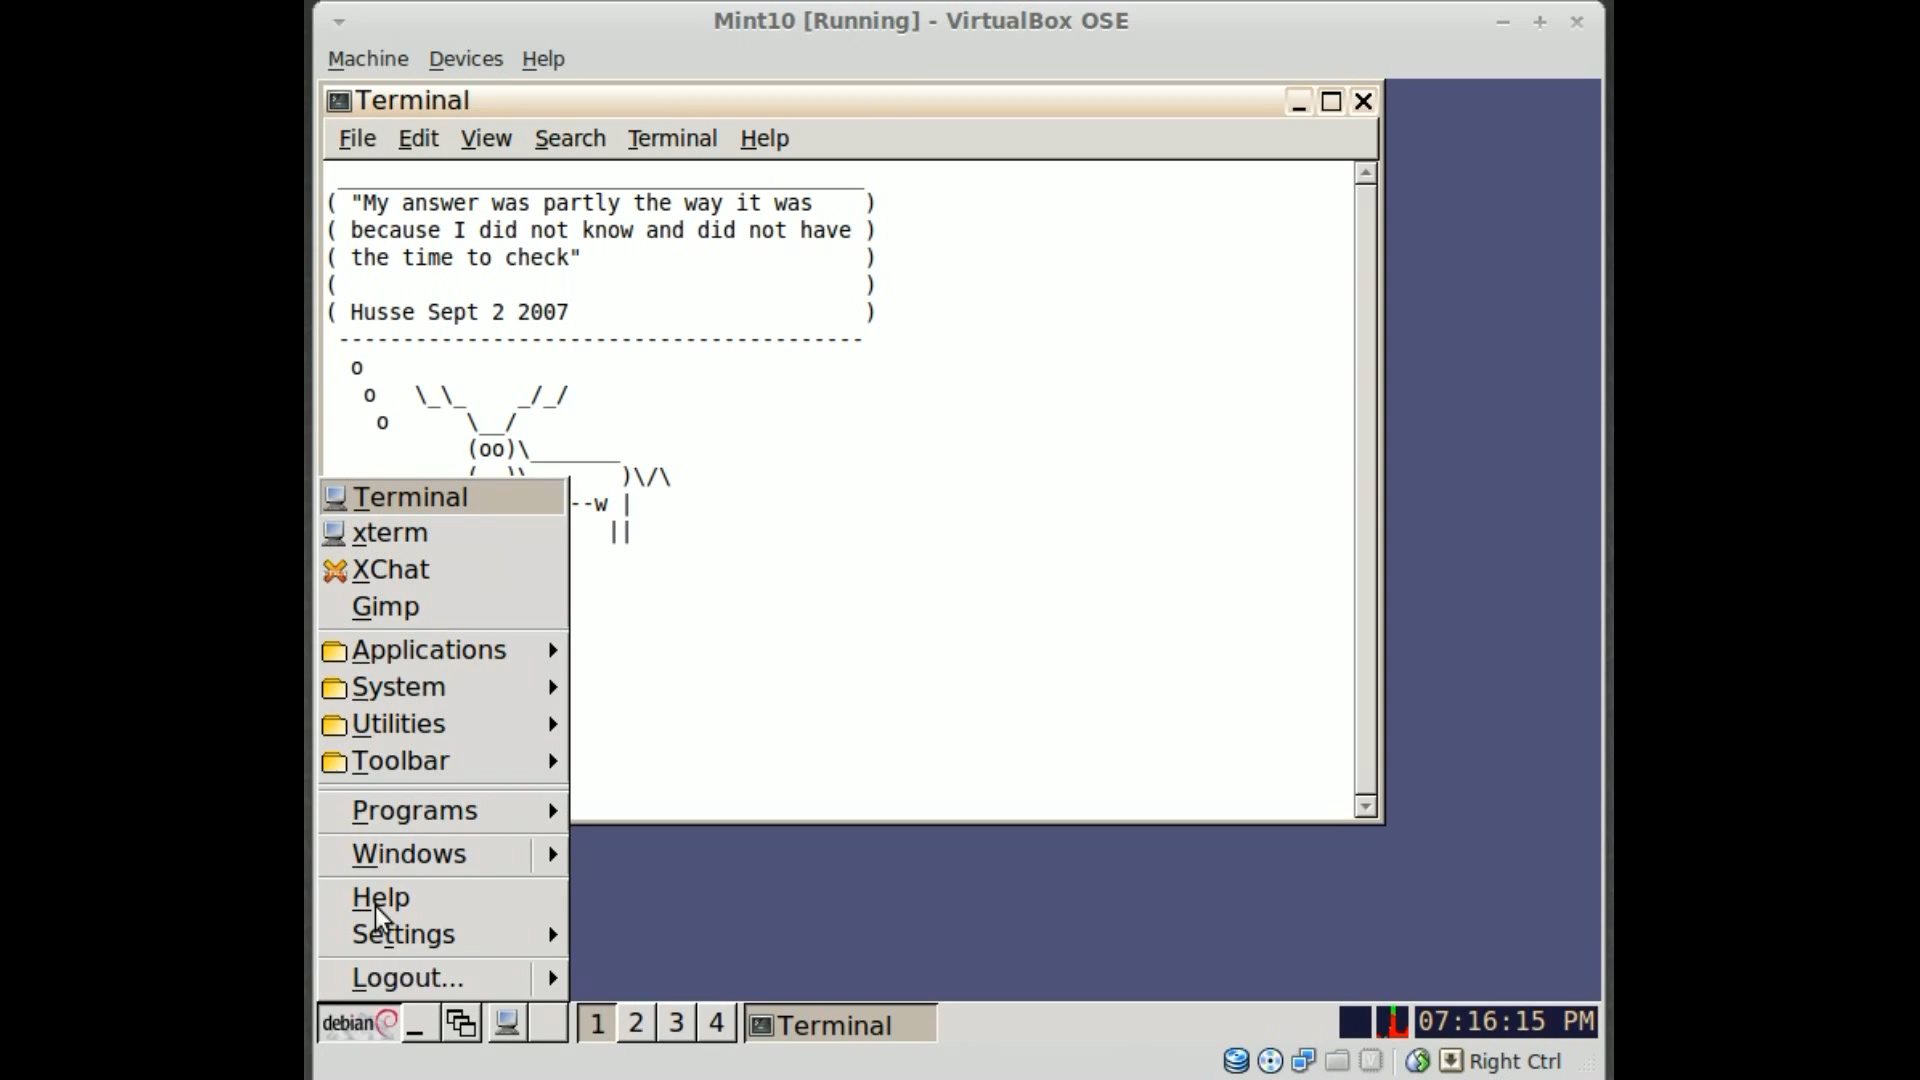 Mint10 [Running] - VirtualBox OSE
Machine Devices Help
Terminal
File Edit View Search Terminal Help
( "My answer was partly the way it was )
( because I did not know and did not have )
( the time to check" )
( )
( Husse Sept 2 2007 )
----------------------------------------
o
o \_\_ _/_/
o \__/
(oo)\_______
)\/\
--w |
||
Terminal
xterm
XChat
Gimp
Applications
System
Utilities
Toolbar
Programs
Windows
Help
Settings
Logout...
debian 1 2 3 4 Terminal 07:16:15 PM
Right Ctrl